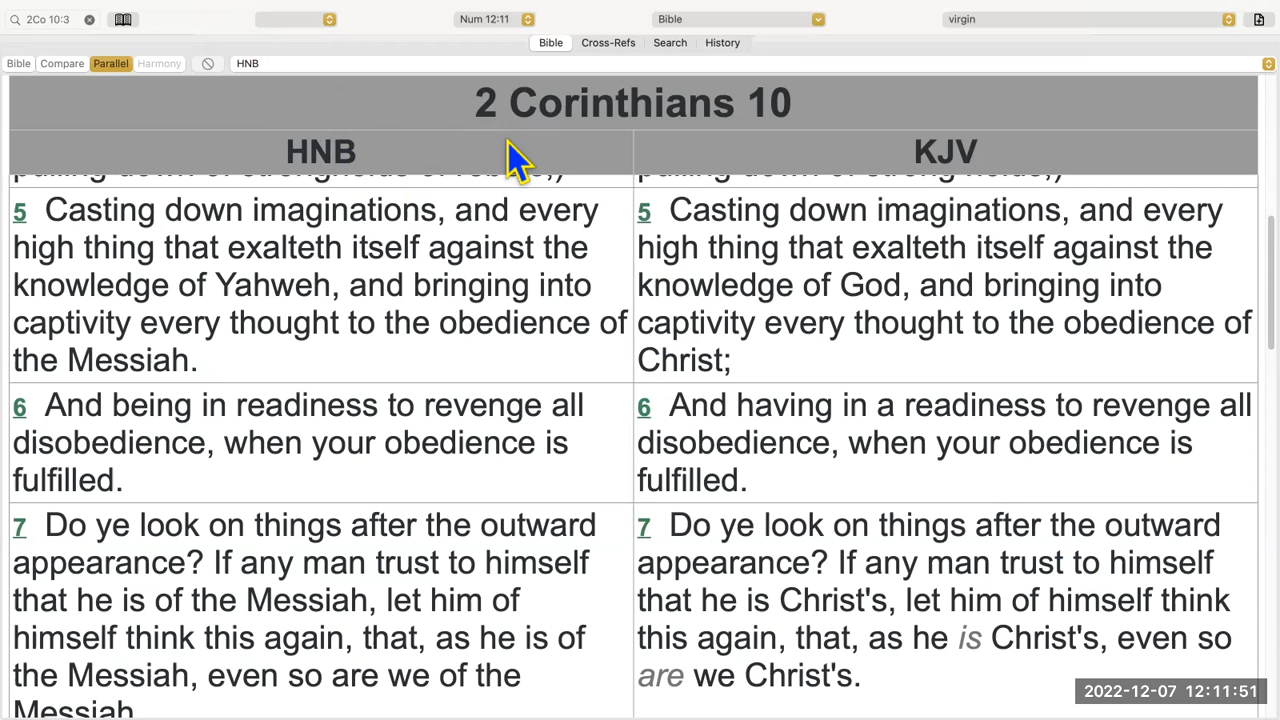 2Co 10:3
Num 12:11
Bible
virgin
Bible
Cross-Refs
Search
History
Bible
Compare
Parallel
Harmony
HNB
2 Corinthians 10
HNB
KJV
5 Casting down imaginations, and every
high thing that exalteth itself against the
knowledge of Yahweh, and bringing into
captivity every thought to the obedience of
the Messiah.
5 Casting down imaginations, and every
high thing that exalteth itself against the
knowledge of God, and bringing into
captivity every thought to the obedience of
Christ;
6 And being in readiness to revenge all
disobedience, when your obedience is
fulfilled.
6 And having in a readiness to revenge all
disobedience, when your obedience is
fulfilled.
7 Do ye look on things after the outward
appearance? If any man trust to himself
that he is of the Messiah, let him of
himself think this again, that, as he is of
the Messiah, even so are we of the
Messiah
7 Do ye look on things after the outward
appearance? If any man trust to himself
that he is Christ's, let him of himself think
this again, that, as he is Christ's, even so
are we Christ's.
2022-12-07 12:11:51